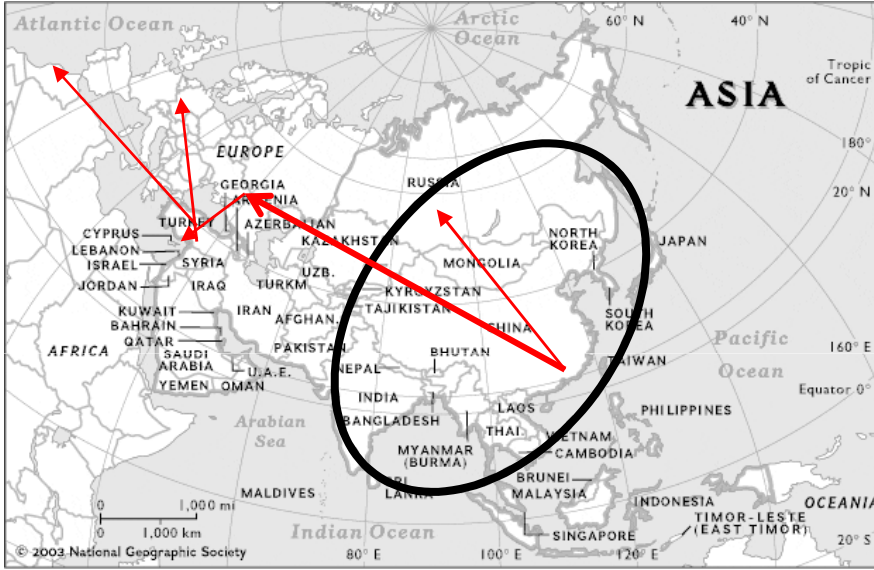 Atlantic Ocean
Arctic Ocean
60° N
40° N
Tropic of Cancer
ASIA
180°
20° N
EUROPE
RUSSIA
GEORGIA
ARMENIA
TURKEY
AZERBAIJAN
CYPRUS
LEBANON
ISRAEL
JORDAN
SYRIA
IRAQ
KAZAKHSTAN
UZB.
TURKM.
MONGOLIA
NORTH KOREA
JAPAN
KYRGYZSTAN
TAJIKISTAN
KUWAIT
BAHRAIN
QATAR
IRAN
AFGHAN.
CHINA
SOUTH KOREA
AFRICA
SAUDI ARABIA
U.A.E.
YEMEN
OMAN
PAKISTAN
NEPAL
BHUTAN
TAIWAN
Pacific Ocean
160° E
Equator 0°
INDIA
BANGLADESH
LAOS
THAI.
PHILIPPINES
Arabian Sea
MYANMAR (BURMA)
VIETNAM
CAMBODIA
SRI LANKA
BRUNEI
MALAYSIA
MALDIVES
INDONESIA
OCEANIA
TIMOR-LESTE
(EAST TIMOR)
0 1,000 mi
0 1,000 km
Indian Ocean
SINGAPORE
20° S
© 2003 National Geographic Society
80° E
100° E
120° E